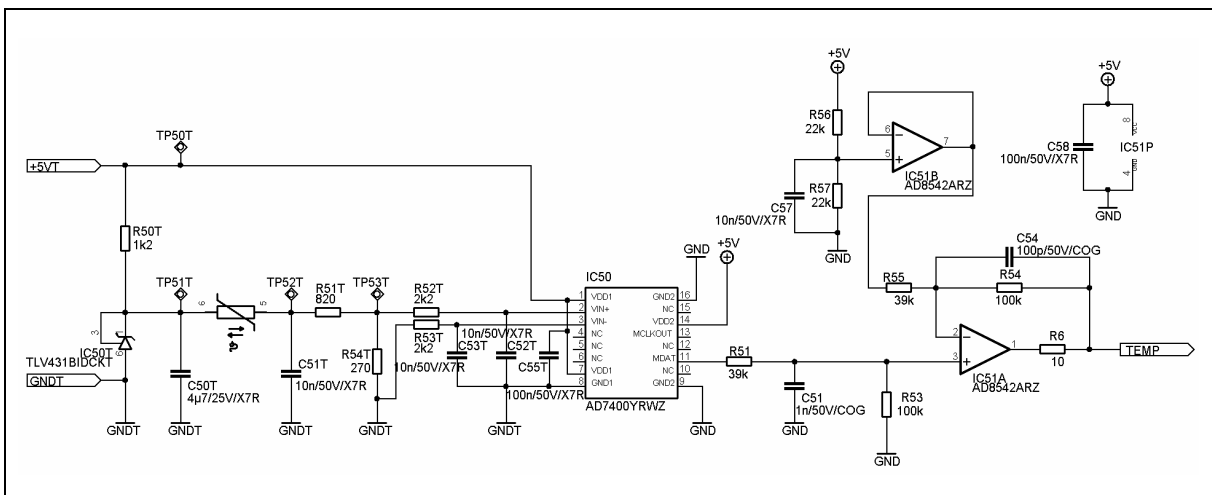 +5V
+5V
R56
22k
6
7
5
IC51B
AD8542ARZ
8
VCC
C58
100n/50V/X7R
IC51P
4
GND
GND
TP50T
+5VT
R57
22k
C57
10n/50V/X7R
GND
R50T
1k2
+5V
GND
C54
100p/50V/COG
R54
100k
R55
39k
TP51T
TP52T
TP53T
6
5
R51T
820
R52T
2k2
R53T
2k2
IC50
1
2
3
4
5
6
7
8
VDD1
VIN+
VIN-
NC
NC
NC
VDD1
GND1
GND2
NC
VDD2
NC
MCLKOUT
NC
MDAT
NC
GND2
16
15
14
13
12
11
10
9
AD7400YRWZ
3
1
6
IC50T
TLV431BIDCKT
GNDT
C50T
4µ7/25V/X7R
C51T
10n/50V/X7R
R54T
270
10n/50V/X7R
C53T
10n/50V/X7R
C52T
C55T
100n/50V/X7R
R51
39k
C51
1n/50V/COG
R53
100k
2
3
1
IC51A
AD8542ARZ
R6
10
TEMP
GNDT
GNDT
GNDT
GNDT
GNDT
GND
GND
GND